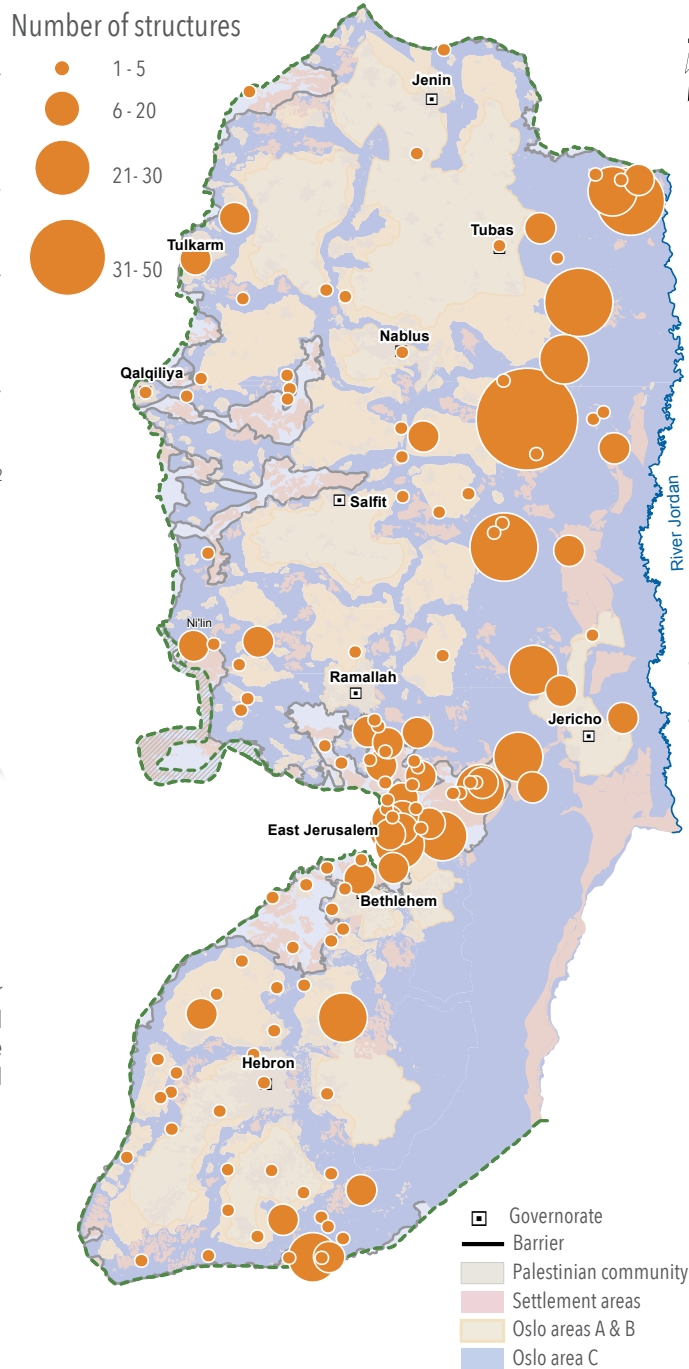 Number of structures
1 - 5
6 - 20
21 - 30
31 - 50
Jenin
Tubas
Tulkarm
Nablus
Qalqiliya
2
Salfit
River Jordan
Ni'lin
Ramallah
Jericho
East Jerusalem
Bethlehem
Hebron
Governorate
Barrier
Palestinian community
Settlement areas
Oslo areas A & B
Oslo area C